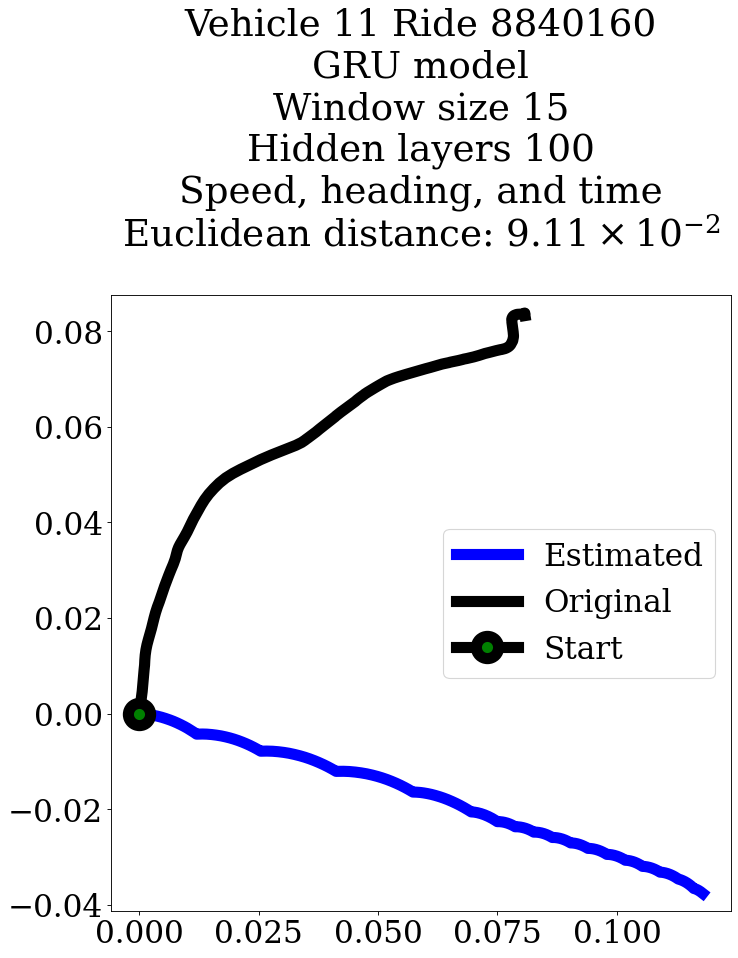 Vehicle 11 Ride 8840160
GRU model
Window size 15
Hidden layers 100
Speed, heading, and time
Euclidean distance: 9.11 × 10⁻²
0.08
0.06
0.04
0.02
0.00
−0.02
−0.04
Estimated
Original
Start
0.000 0.025 0.050 0.075 0.100